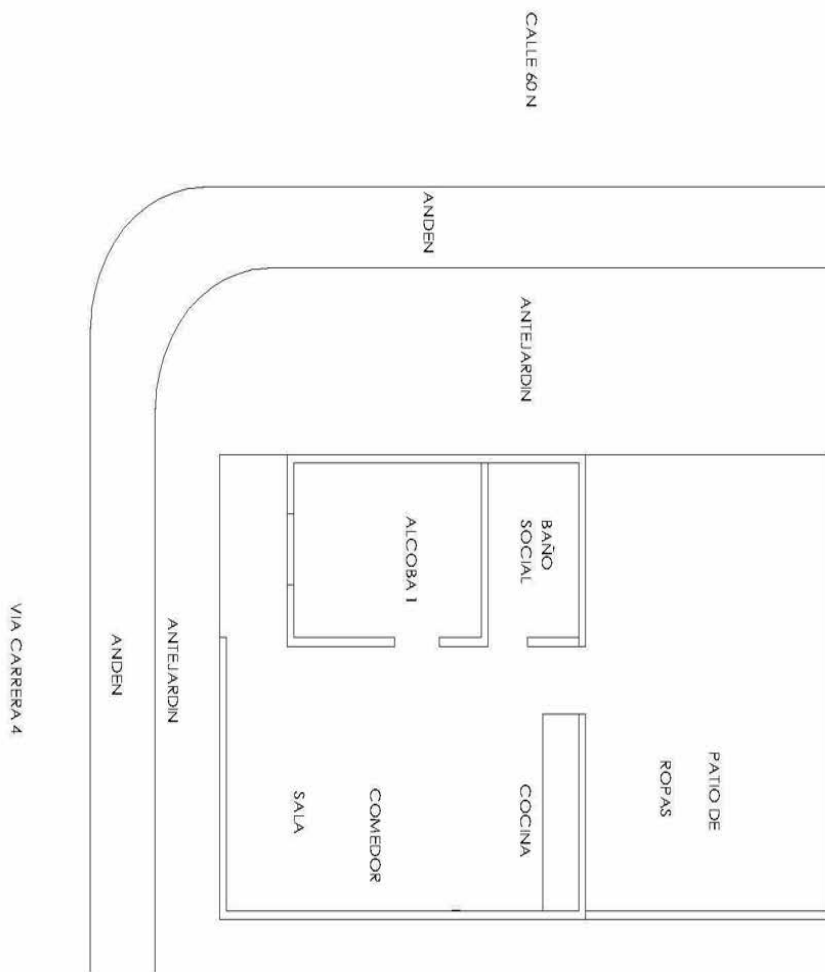 PATIO DE
ROPAS
CALLE 60 N
ANTEJARDIN
BAÑO
SOCIAL
COCINA
ANDEN
ALCOBA 1
COMEDOR
SALA
ANTEJARDIN
ANDEN
VIA CARRERA 4